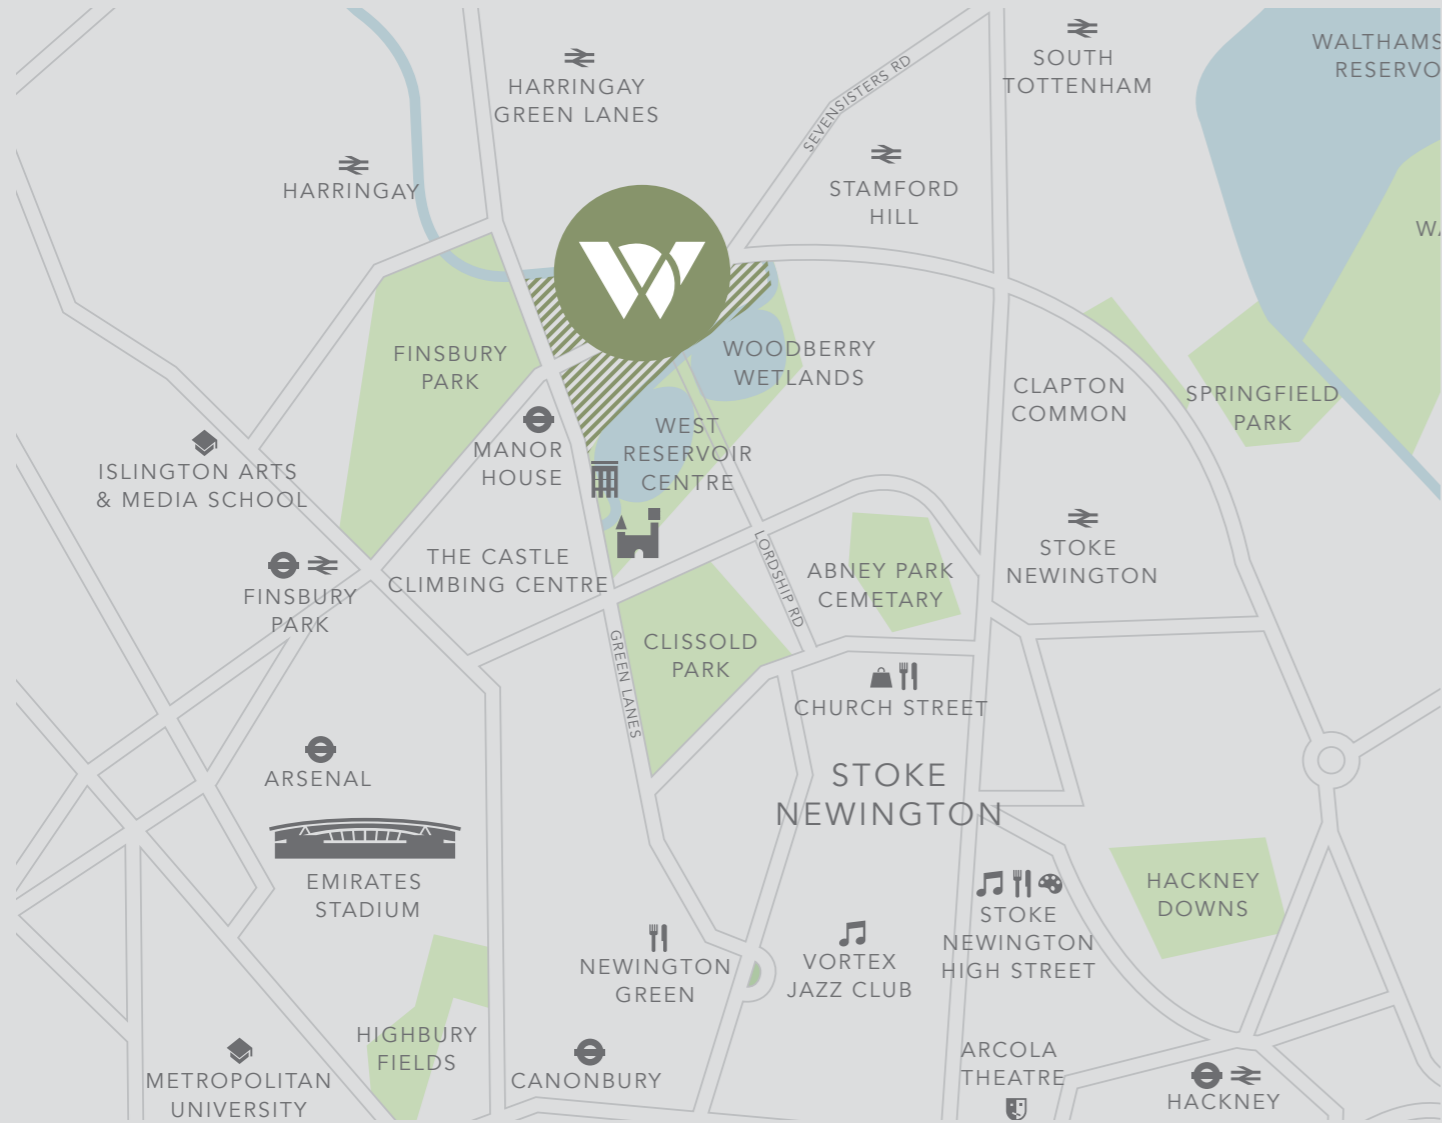 SOUTH
TOTTENHAM
WALTHAMS
RESERVO
HARRINGAY
GREEN LANES
SEVENSISTERS RD
HARRINGAY
STAMFORD
HILL
WA
W
FINSBURY
PARK
WOODBERRY
WETLANDS
CLAPTON
COMMON
SPRINGFIELD
PARK
MANOR
HOUSE
WEST
RESERVOIR
CENTRE
ISLINGTON ARTS
& MEDIA SCHOOL
THE CASTLE
CLIMBING CENTRE
LORDSHIP RD
ABNEY PARK
CEMETARY
STOKE
NEWINGTON
FINSBURY
PARK
GREEN LANES
CLISSOLD
PARK
CHURCH STREET
ARSENAL
STOKE
NEWINGTON
EMIRATES
STADIUM
HACKNEY
DOWNS
STOKE
NEWINGTON
HIGH STREET
NEWINGTON
GREEN
VORTEX
JAZZ CLUB
HIGHBURY
FIELDS
METROPOLITAN
UNIVERSITY
CANONBURY
ARCOLA
THEATRE
HACKNEY